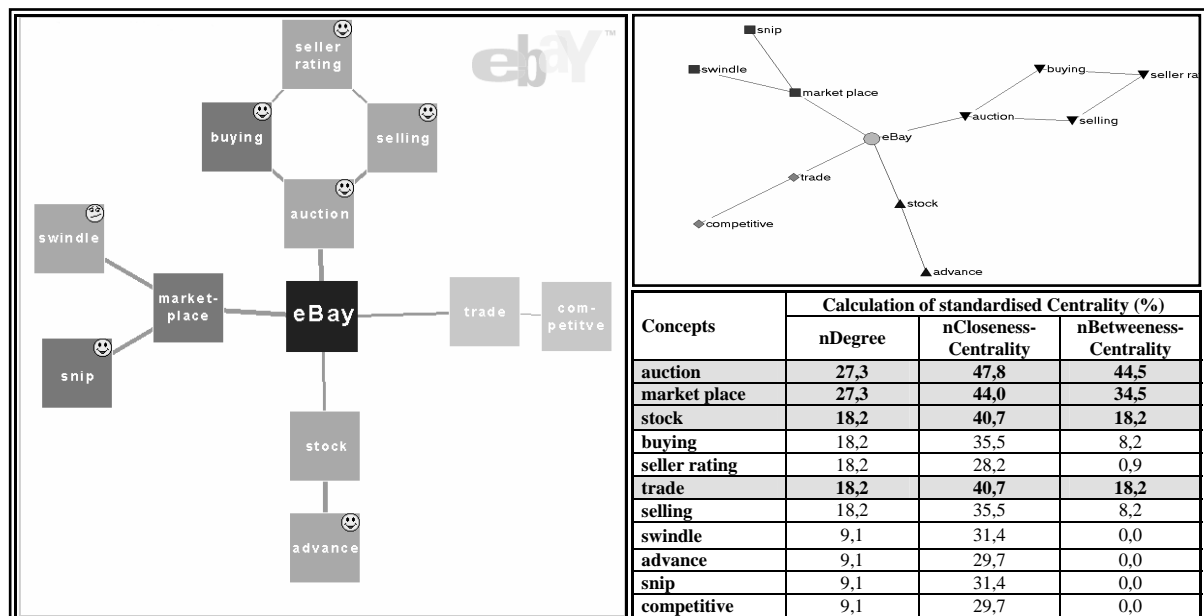 seller
rating
ebaY™
buying
selling
auction
swindle
market-
place
eBay
trade
com-
petitve
snip
stock
advance
snip
swindle
market place
buying
seller ra
auction
selling
eBay
trade
competitive
stock
advance
Concepts
Calculation of standardised Centrality (%)
nDegree
nCloseness-
Centrality
nBetweeness-
Centrality
auction 27,3 47,8 44,5
market place 27,3 44,0 34,5
stock 18,2 40,7 18,2
buying 18,2 35,5 8,2
seller rating 18,2 28,2 0,9
trade 18,2 40,7 18,2
selling 18,2 35,5 8,2
swindle 9,1 31,4 0,0
advance 9,1 29,7 0,0
snip 9,1 31,4 0,0
competitive 9,1 29,7 0,0